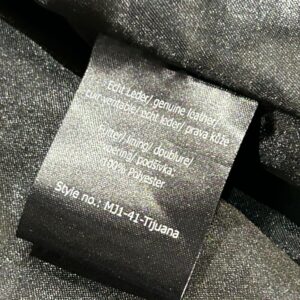 Echt Leder/ genuine leather/
cuir véritable/ echt leder/ prava kůže
Futter/ lining/ doublure/
voering/ podšívka:
100% Polyester
Style no.: MJ1-41-Tijuana